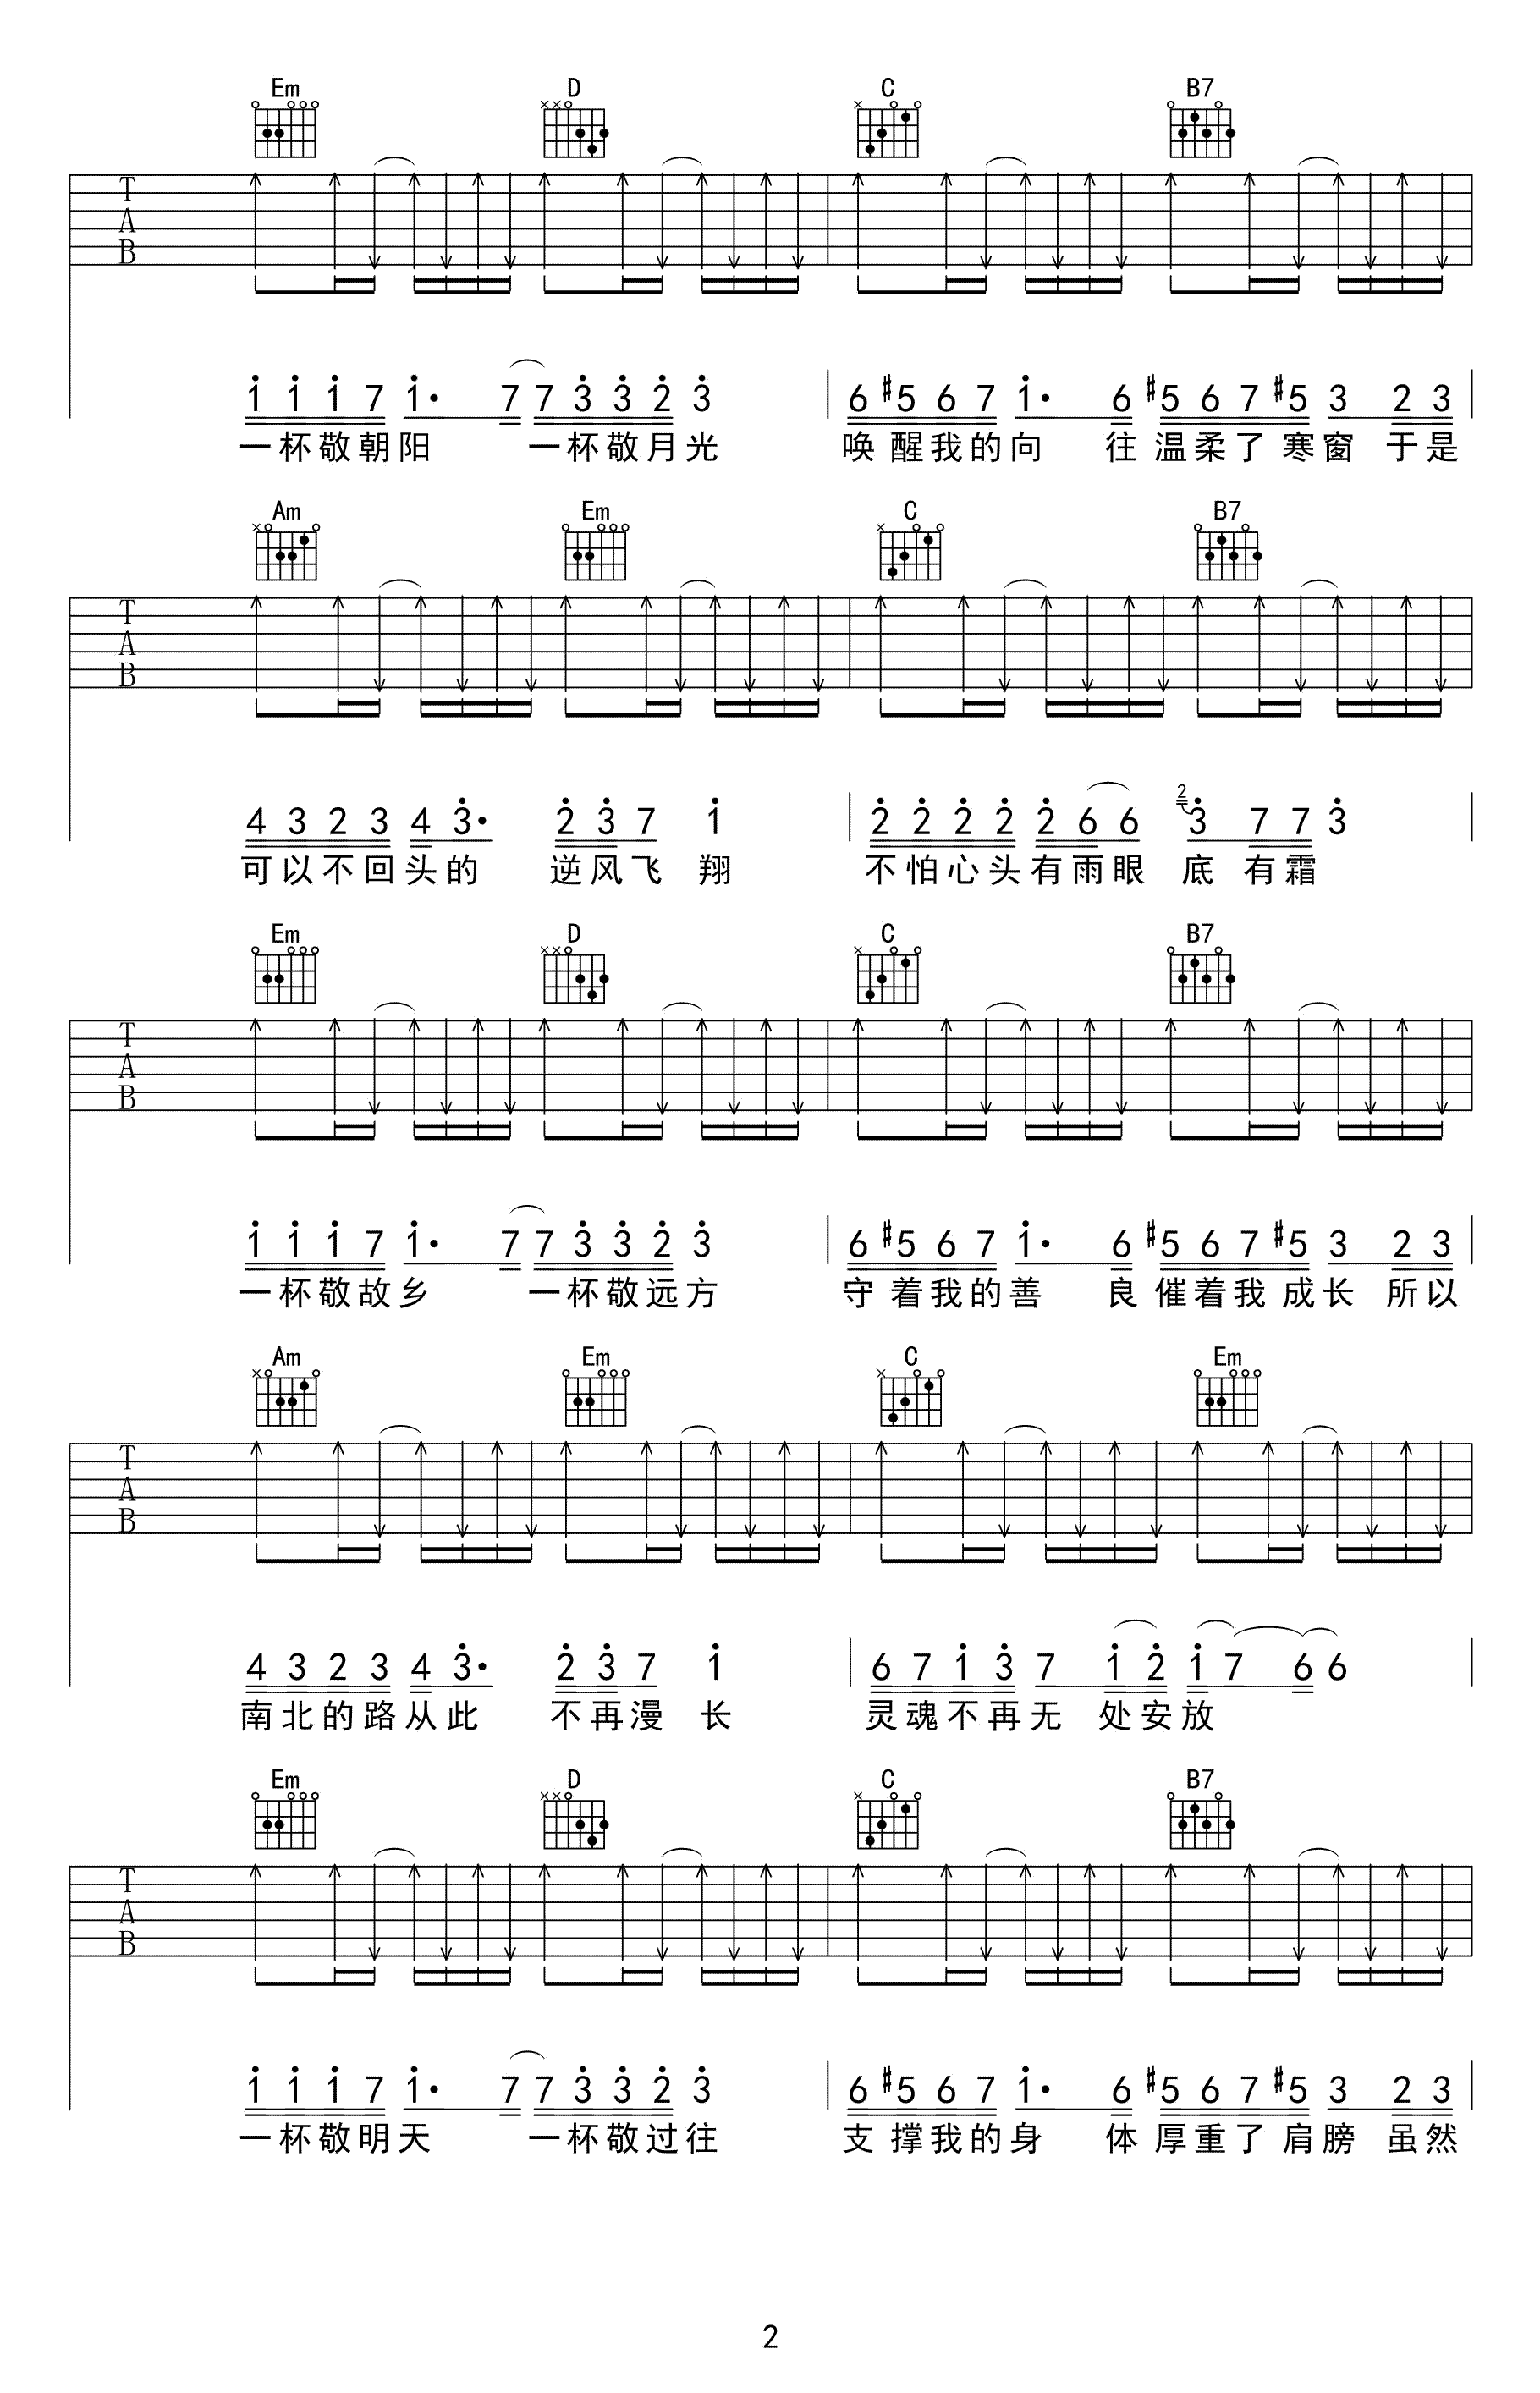 Em D C B7
T
A
B
1 1 1 7 1· 7 7 3 3 2 3 6 #5 6 7 1· 6 #5 6 7 #5 3 2 3
一杯敬朝阳 一杯敬月光 唤醒我的向 往 温柔了寒窗 于是
Am Em C B7
T
A
B
4 3 2 3 4 3· 2 3 7 1 2 2 2 2 2 6 6 2 3 7 7 3
可以不回头的 逆风飞翔 不怕心头有雨眼 底有霜
Em D C B7
T
A
B
1 1 1 7 1· 7 7 3 3 2 3 6 #5 6 7 1· 6 #5 6 7 #5 3 2 3
一杯敬故乡 一杯敬远方 守着我的善 良 催着我成长 所以
Am Em C Em
T
A
B
4 3 2 3 4 3· 2 3 7 1 6 7 1 3 7 1 2 1 7 6 6
南北的路从此 不再漫长 灵魂不再无 处安放
Em D C B7
T
A
B
1 1 1 7 1· 7 7 3 3 2 3 6 #5 6 7 1· 6 #5 6 7 #5 3 2 3
一杯敬明天 一杯敬过往 支撑我的身 体 厚重了肩膀 虽然
2